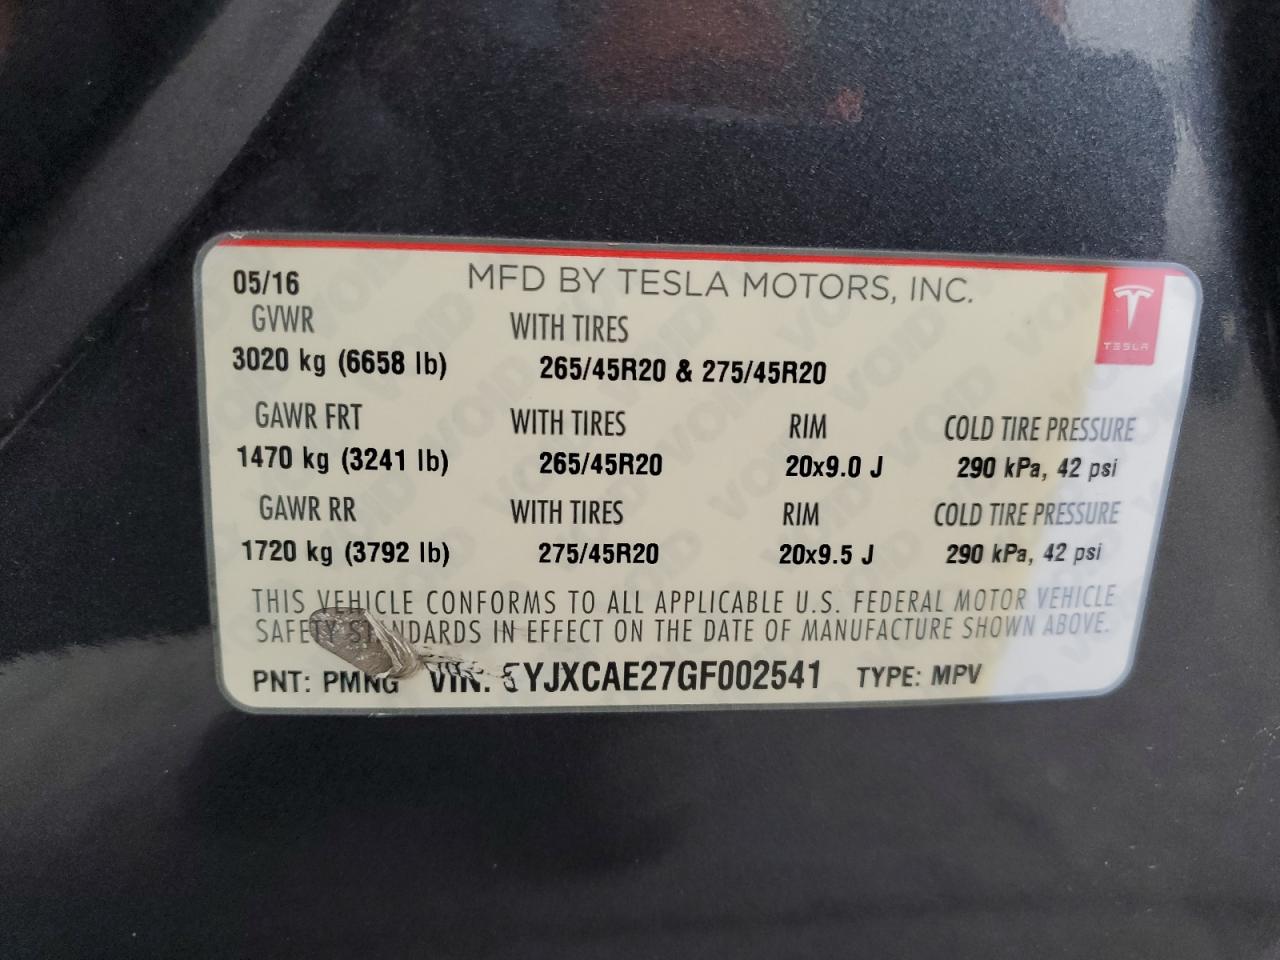 05/16 MFD BY TESLA MOTORS, INC.
TESLA
GVWR WITH TIRES
3020 kg (6658 lb) 265/45R20 & 275/45R20
GAWR FRT WITH TIRES RIM COLD TIRE PRESSURE
1470 kg (3241 lb) 265/45R20 20x9.0 J 290 kPa, 42 psi
GAWR RR WITH TIRES RIM COLD TIRE PRESSURE
1720 kg (3792 lb) 275/45R20 20x9.5 J 290 kPa, 42 psi
THIS VEHICLE CONFORMS TO ALL APPLICABLE U.S. FEDERAL MOTOR VEHICLE
SAFETY STANDARDS IN EFFECT ON THE DATE OF MANUFACTURE SHOWN ABOVE.
PNT: PMNG VIN: 5YJXCAE27GF002541 TYPE: MPV